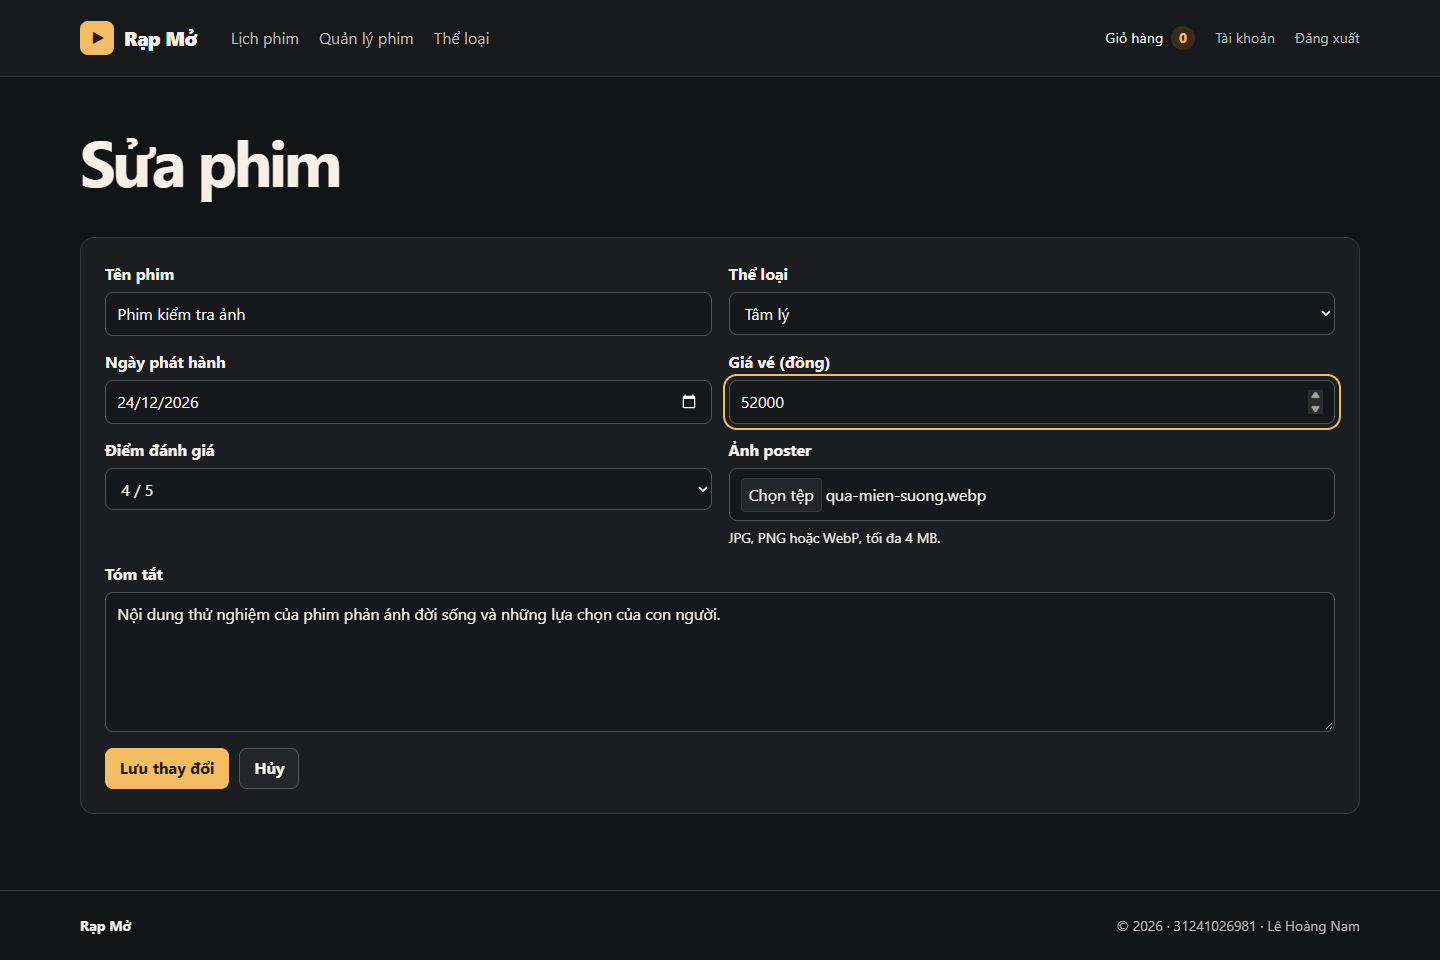 Rạp Mở Lịch phim Quản lý phim Thể loại Giỏ hàng 0 Tài khoản Đăng xuất
Sửa phim
Tên phim
Phim kiểm tra ảnh
Thể loại
Tâm lý
Ngày phát hành
24/12/2026
Giá vé (đồng)
52000
Điểm đánh giá
4 / 5
Ảnh poster
Chọn tệp qua-mien-suong.webp
JPG, PNG hoặc WebP, tối đa 4 MB.
Tóm tắt
Nội dung thử nghiệm của phim phản ánh đời sống và những lựa chọn của con người.
Lưu thay đổi Hủy
Rạp Mở © 2026 · 31241026981 · Lê Hoàng Nam